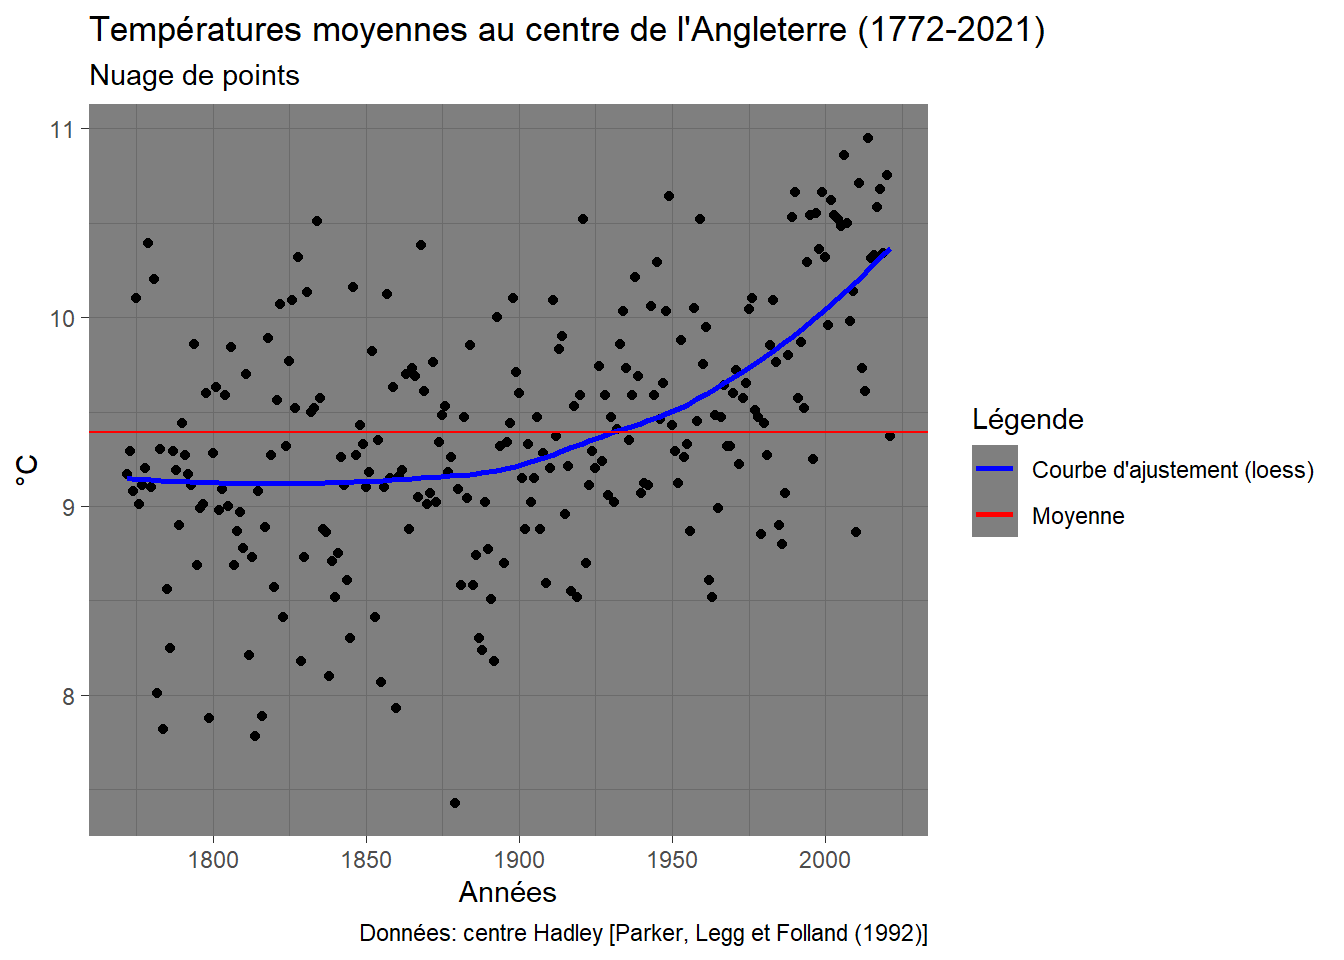 Températures moyennes au centre de l'Angleterre (1772-2021)
Nuage de points
11
10
9
8
°C
1800 1850 1900 1950 2000
Années
Données: centre Hadley [Parker, Legg et Folland (1992)]
Légende
Courbe d'ajustement (loess)
Moyenne